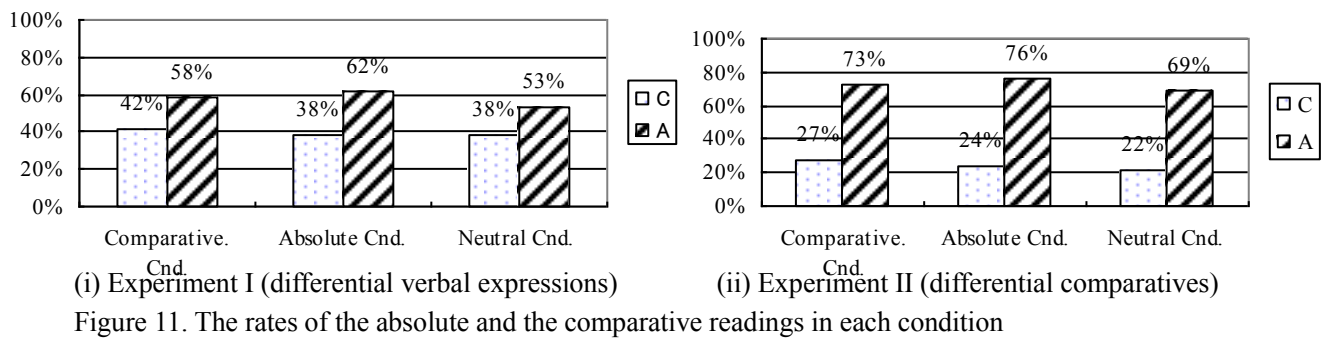 100%
80%
60%
40%
20%
0%
58%
42%
62%
38%
53%
38%
C
A
Comparative. Cnd.
Absolute Cnd.
Neutral Cnd.
(i) Experiment I (differential verbal expressions)
100%
80%
60%
40%
20%
0%
73%
27%
76%
24%
69%
22%
C
A
Comparative. Cnd.
Absolute Cnd.
Neutral Cnd.
(ii) Experiment II (differential comparatives)
Figure 11. The rates of the absolute and the comparative readings in each condition